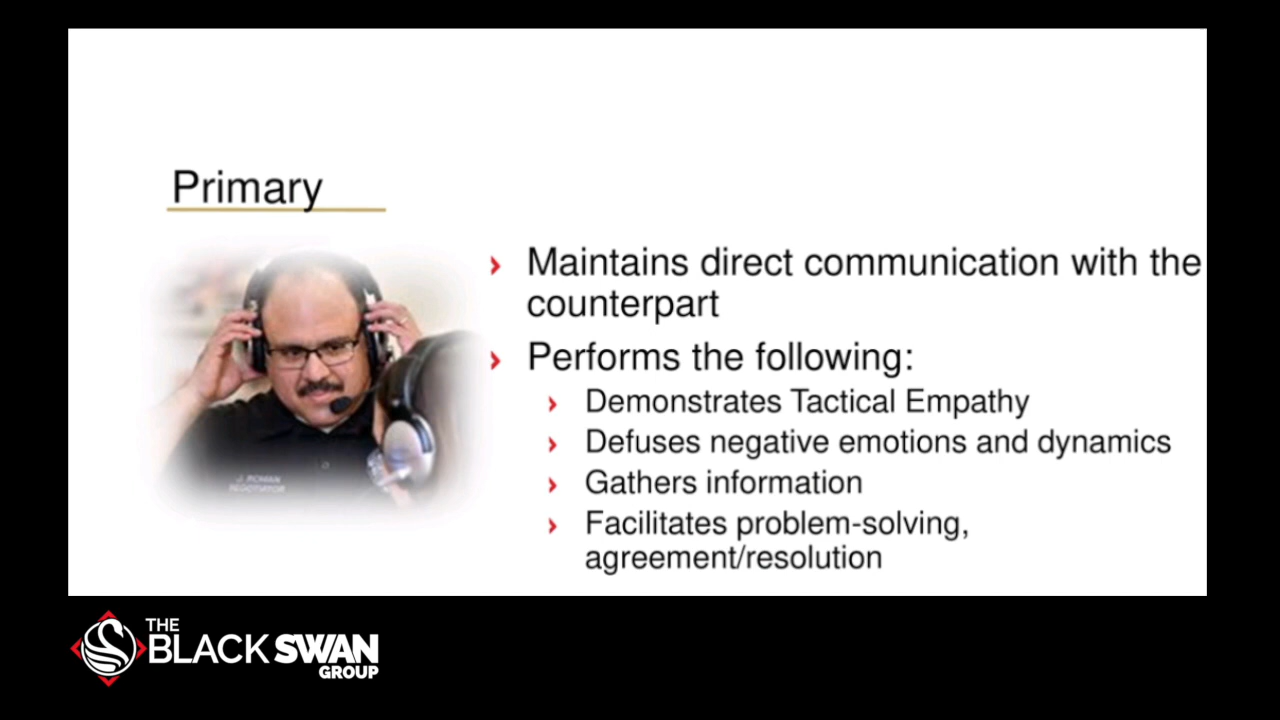 Primary
› Maintains direct communication with the
counterpart
› Performs the following:
› Demonstrates Tactical Empathy
› Defuses negative emotions and dynamics
› Gathers information
› Facilitates problem-solving,
agreement/resolution
NEGOTIATOR
THE
BLACK SWAN
GROUP